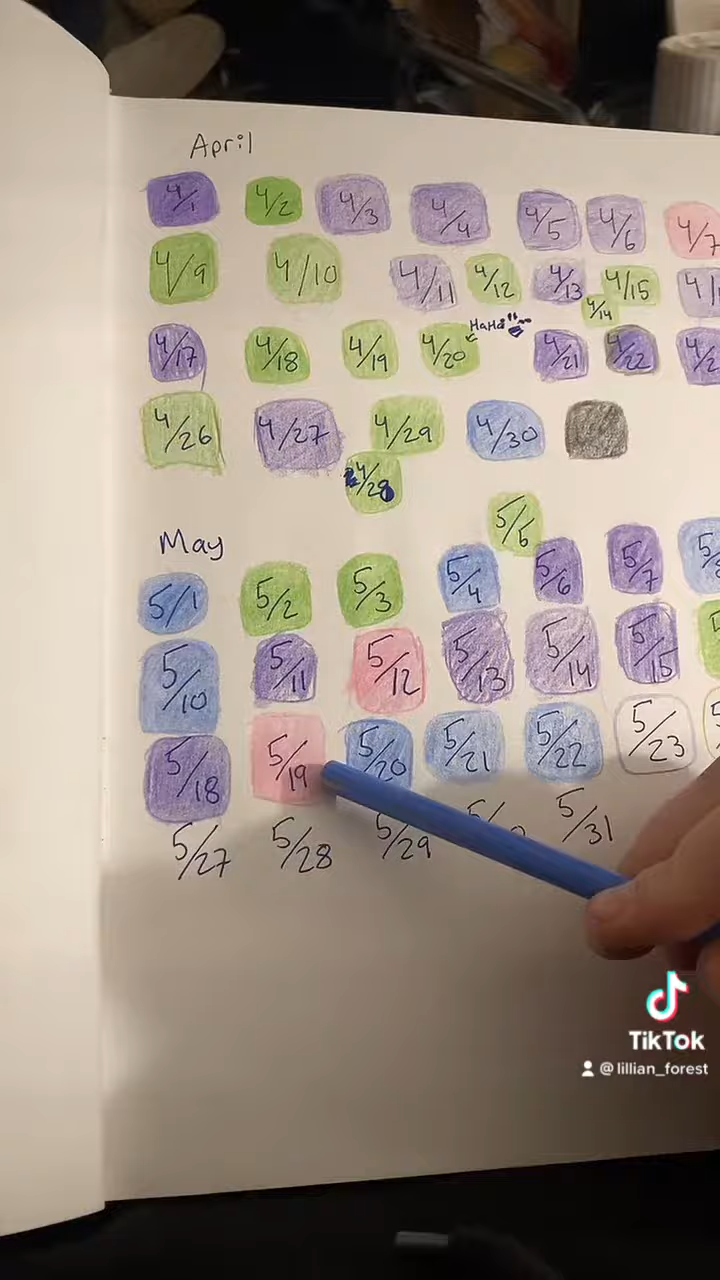 April
4/1 4/2 4/3 4/4 4/5 4/6 4/7
4/9 4/10 4/11 4/12 4/13 4/14 4/15
4/17 4/18 4/19 4/20 HaHa 4/21 4/22
4/26 4/27 4/28 4/29 4/30
May
5/1 5/2 5/3 5/4 5/5 5/6 5/7
5/10 5/11 5/12 5/13 5/14 5/15
5/18 5/19 5/20 5/21 5/22 5/23
5/27 5/28 5/29 5/31
TikTok
@lillian_forest